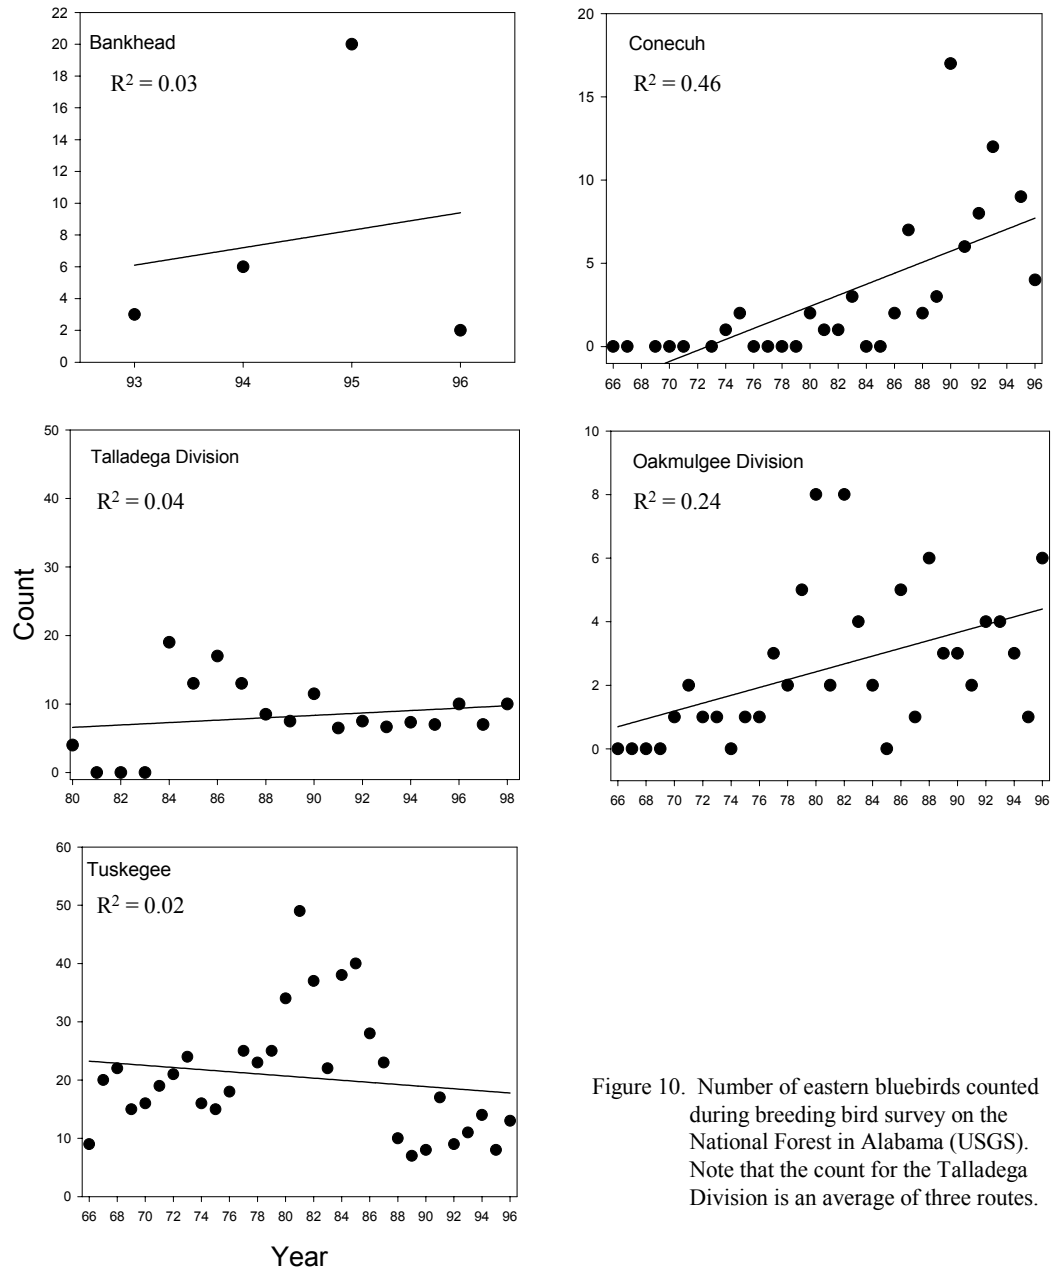 Bankhead
R² = 0.03
22
20
18
16
14
12
10
8
6
4
2
0
93 94 95 96
Conecuh
R² = 0.46
20
15
10
5
0
66 68 70 72 74 76 78 80 82 84 86 88 90 92 94 96
Talladega Division
R² = 0.04
50
40
30
20
10
0
80 82 84 86 88 90 92 94 96 98
Oakmulgee Division
R² = 0.24
10
8
6
4
2
0
66 68 70 72 74 76 78 80 82 84 86 88 90 92 94 96
Count
Tuskegee
R² = 0.02
60
50
40
30
20
10
0
66 68 70 72 74 76 78 80 82 84 86 88 90 92 94 96
Year
Figure 10. Number of eastern bluebirds counted
during breeding bird survey on the
National Forest in Alabama (USGS).
Note that the count for the Talladega
Division is an average of three routes.